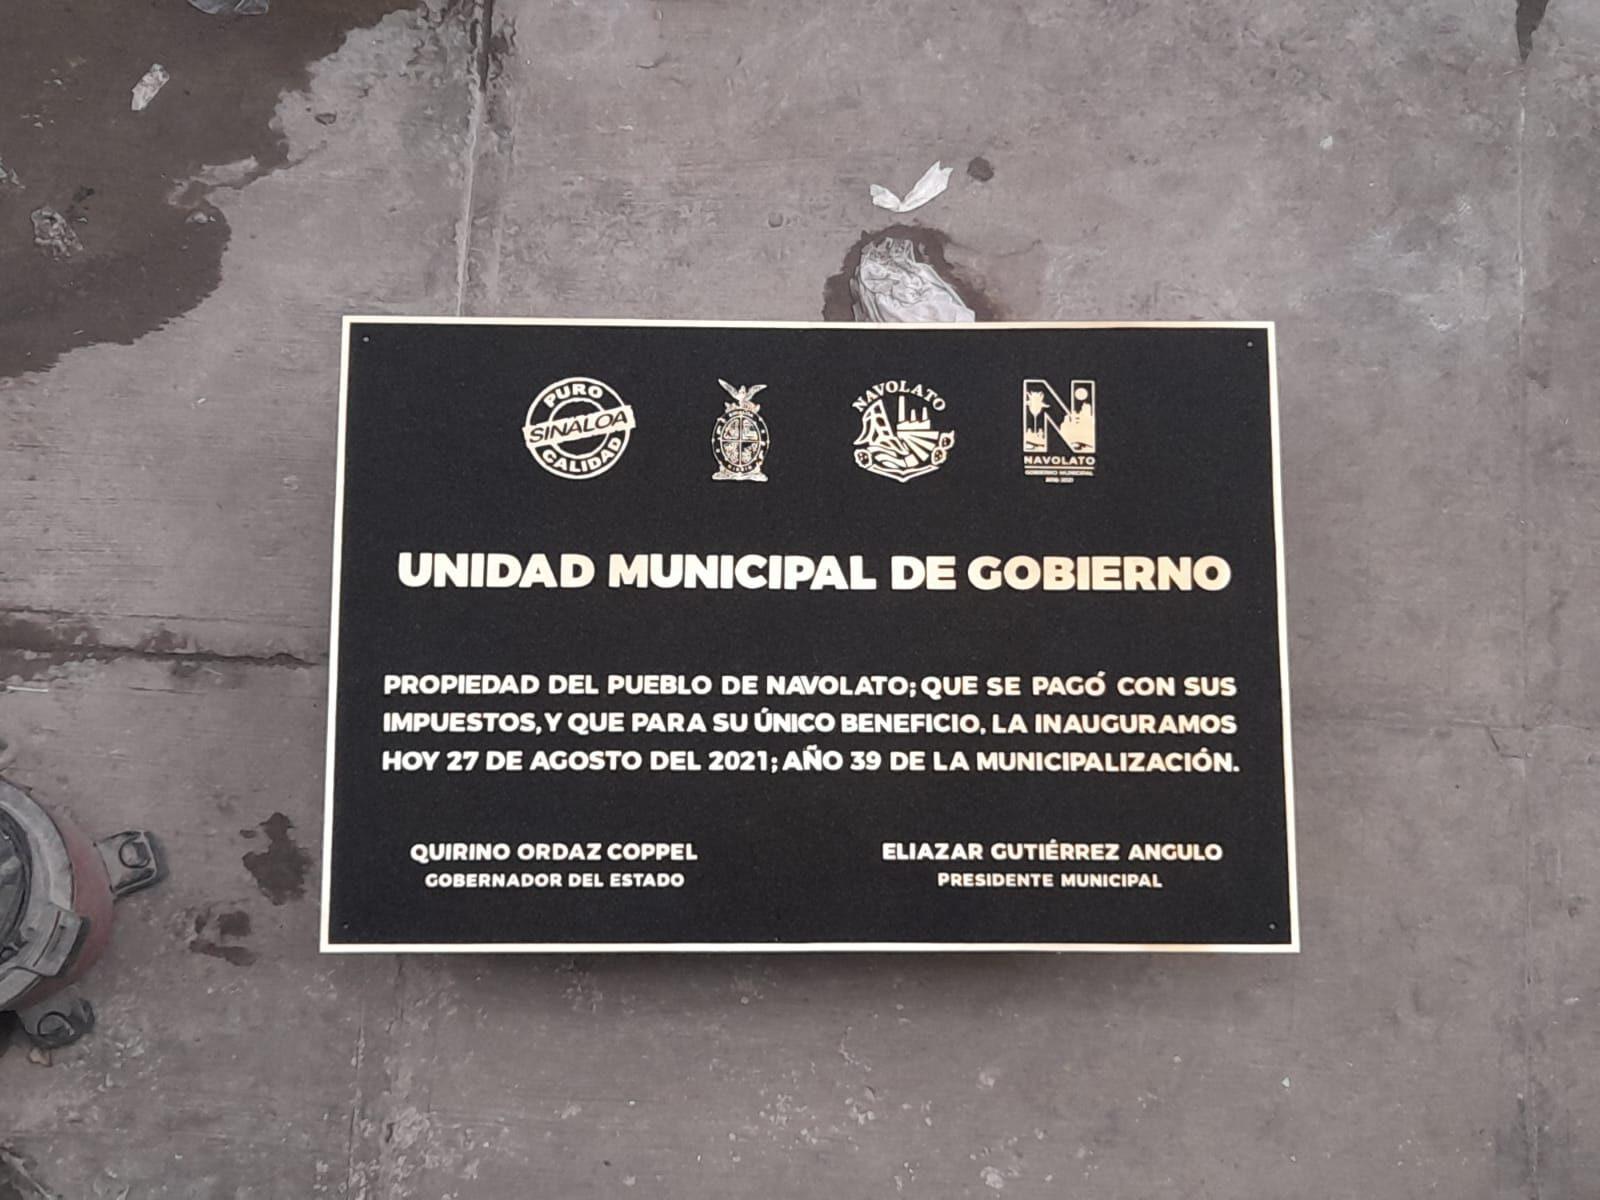 PURO
SINALOA
CALIDAD
NAVOLATO
NAVOLATO
GOBIERNO MUNICIPAL
2018-2021
UNIDAD MUNICIPAL DE GOBIERNO
PROPIEDAD DEL PUEBLO DE NAVOLATO; QUE SE PAGÓ CON SUS
IMPUESTOS, Y QUE PARA SU ÚNICO BENEFICIO, LA INAUGURAMOS
HOY 27 DE AGOSTO DEL 2021; AÑO 39 DE LA MUNICIPALIZACIÓN.
QUIRINO ORDAZ COPPEL
GOBERNADOR DEL ESTADO
ELIAZAR GUTIÉRREZ ANGULO
PRESIDENTE MUNICIPAL